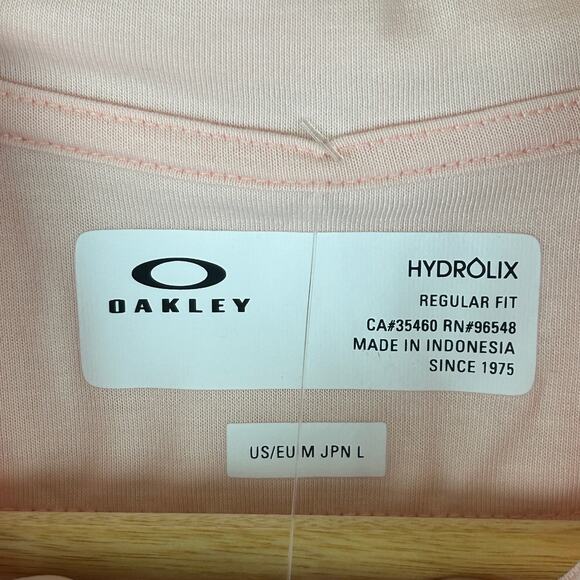 OAKLEY
HYDROLIX
REGULAR FIT
CA#35460 RN#96548
MADE IN INDONESIA
SINCE 1975
US/EU M JPN L